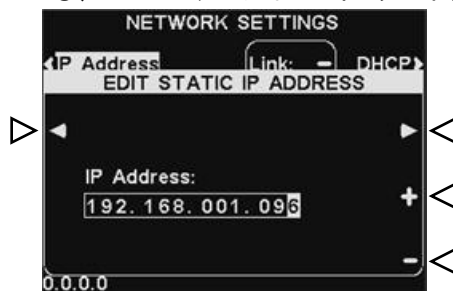 NETWORK SETTINGS
IP Address Link: – DHCP
EDIT STATIC IP ADDRESS
IP Address:
192.168.001.096
+
–
0.0.0.0